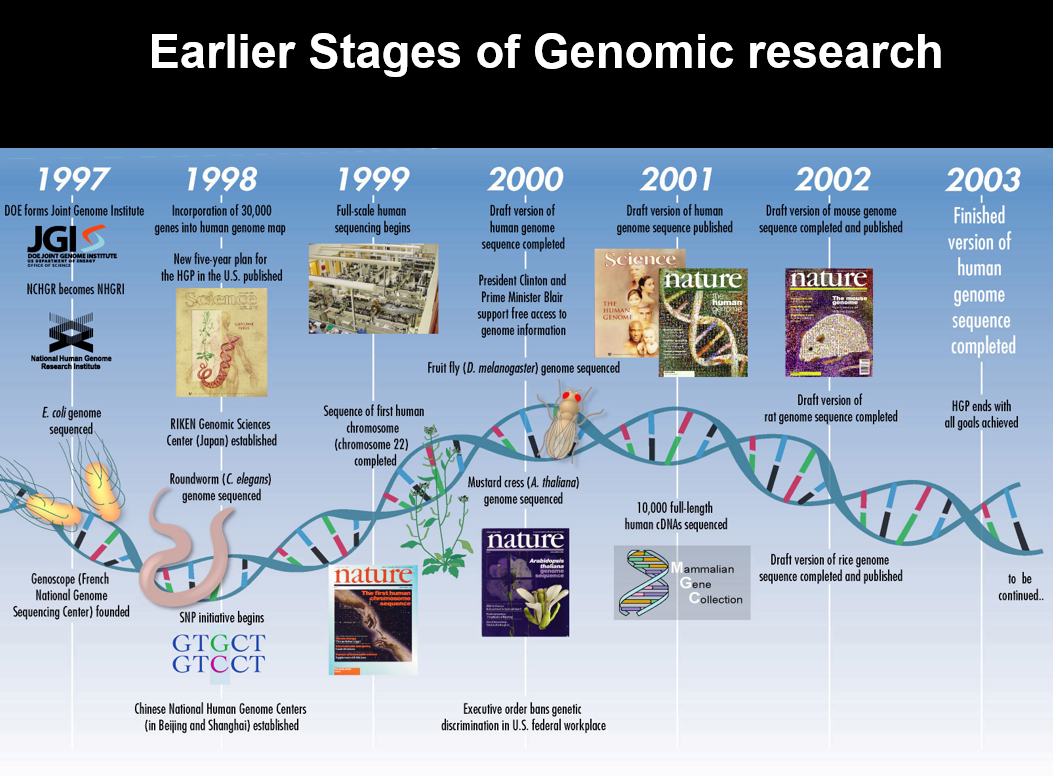 Earlier Stages of Genomic research
1997
DOE forms Joint Genome Institute
JGI
DOE JOINT GENOME INSTITUTE
US DEPARTMENT OF ENERGY
OFFICE OF SCIENCE
NCHGR becomes NHGRI
National Human Genome
Research Institute
E. coli genome
sequenced
Genoscope (French
National Genome
Sequencing Center) founded
1998
Incorporation of 30,000
genes into human genome map
New five-year plan for
the HGP in the U.S. published
Science
RIKEN Genomic Sciences
Center (Japan) established
Roundworm (C. elegans)
genome sequenced
SNP initiative begins
GTGCT
GTCCT
Chinese National Human Genome Centers
(in Beijing and Shanghai) established
1999
Full-scale human
sequencing begins
Sequence of first human
chromosome
(chromosome 22)
completed
nature
The first human
chromosome
sequence
2000
Draft version of
human genome
sequence completed
President Clinton and
Prime Minister Blair
support free access to
genome information
Fruit fly (D. melanogaster) genome sequenced
Mustard cress (A. thaliana)
genome sequenced
nature
Arabidopsis
thaliana
genome
sequence
Executive order bans genetic
discrimination in U.S. federal workplace
2001
Draft version of human
genome sequence published
Science
THE
HUMAN
GENOME
nature
the
human
genome
10,000 full-length
human cDNAs sequenced
Mammalian
Gene
Collection
2002
Draft version of mouse genome
sequence completed and published
nature
The mouse
genome
Draft version of
rat genome sequence completed
Draft version of rice genome
sequence completed and published
2003
Finished
version of
human
genome
sequence
completed
HGP ends with
all goals achieved
to be
continued..